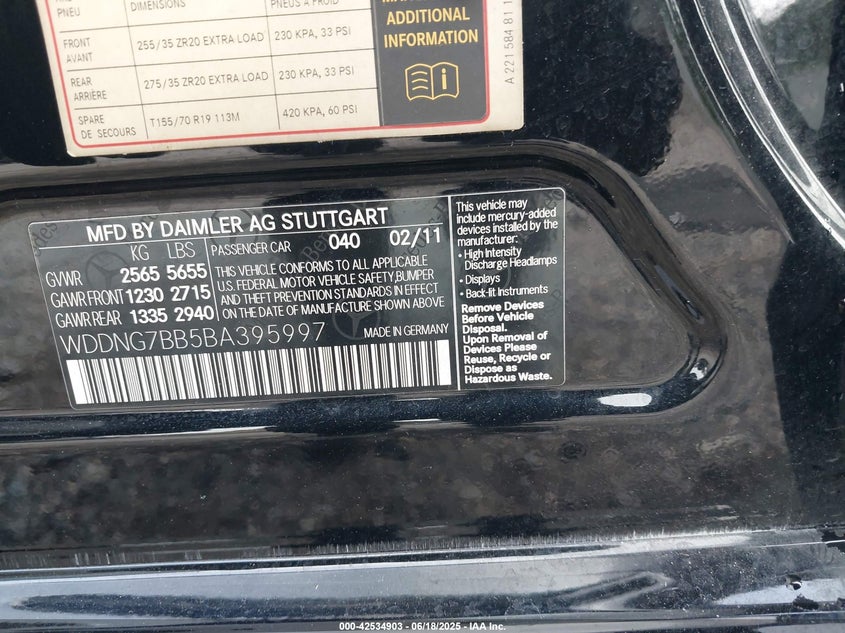 PNEU DIMENSIONS PNEUS À FROID
ADDITIONAL
INFORMATION
FRONT
AVANT 255/35 ZR20 EXTRA LOAD 230 KPA, 33 PSI
REAR
ARRIÈRE 275/35 ZR20 EXTRA LOAD 230 KPA, 33 PSI
SPARE
DE SECOURS T155/70 R19 113M 420 KPA, 60 PSI
A 221 584 81 1
MFD BY DAIMLER AG STUTTGART
KG LBS PASSENGER CAR 040 02/11
GVWR 2565 5655
GAWR FRONT 1230 2715
GAWR REAR 1335 2940
THIS VEHICLE CONFORMS TO ALL APPLICABLE
U.S. FEDERAL MOTOR VEHICLE SAFETY, BUMPER
AND THEFT PREVENTION STANDARDS IN EFFECT
ON THE DATE OF MANUFACTURE SHOWN ABOVE
WDDNG7BB5BA395997 MADE IN GERMANY
This vehicle may
include mercury-added
devices installed by the
manufacturer:
• High Intensity
Discharge Headlamps
• Displays
• Back-lit Instruments
Remove Devices
Before Vehicle
Disposal.
Upon Removal of
Devices Please
Reuse, Recycle or
Dispose as
Hazardous Waste.
000-42534903 - 06/18/2025 - IAA Inc.